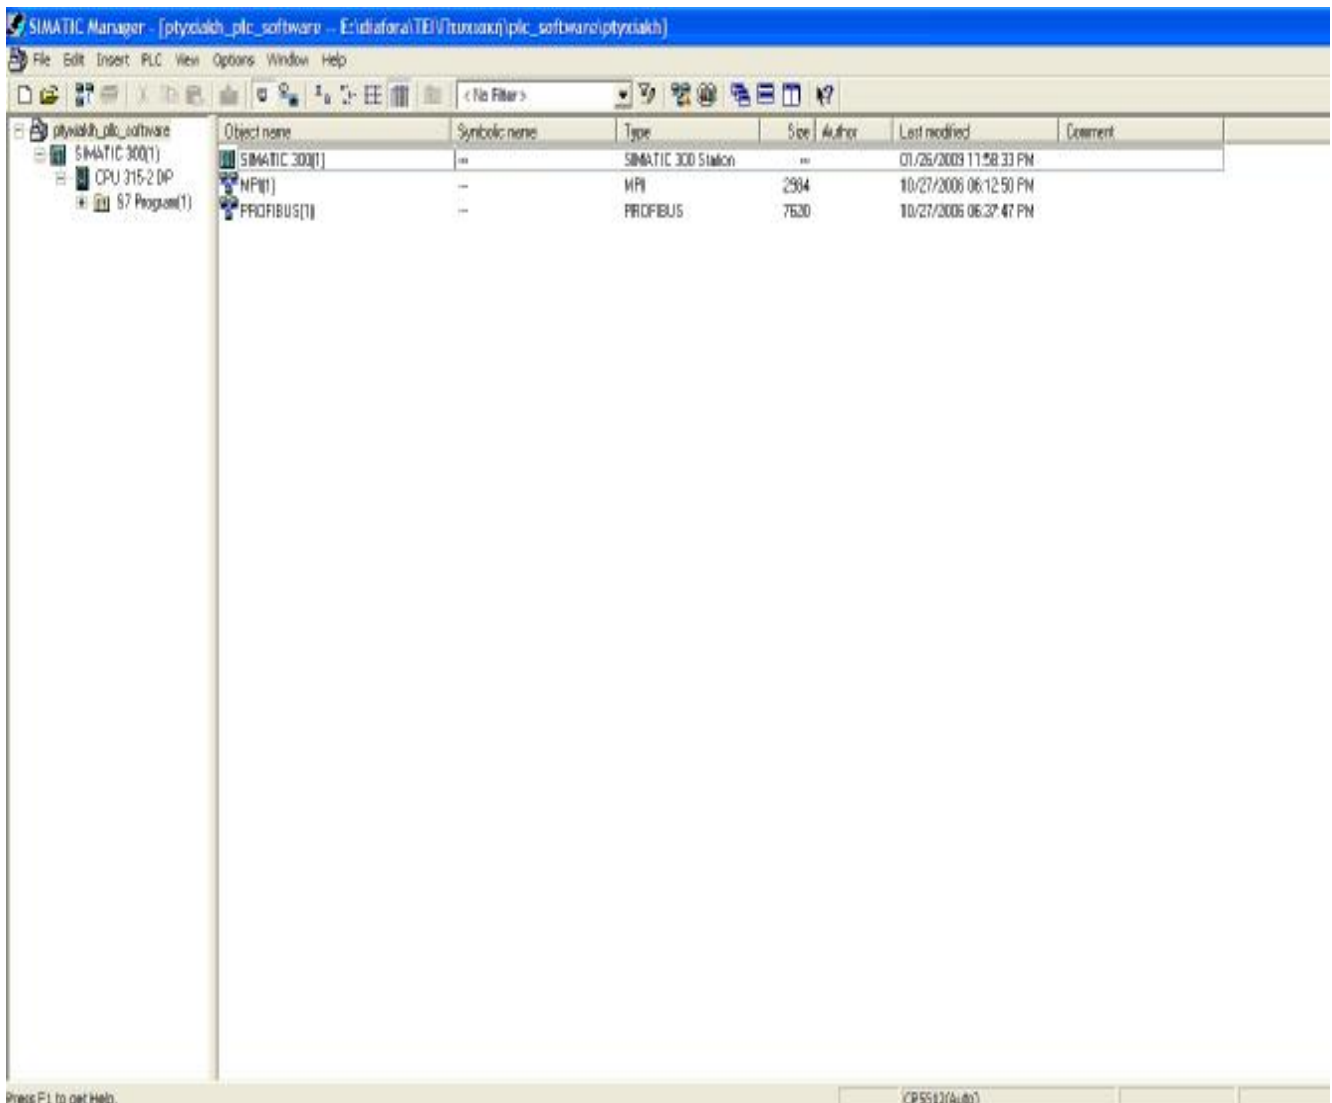 SIMATIC Manager - [ptyxiakh_plc_software -- E:\diafora\TEI\Πτυχιακή\plc_software\ptyxiakh]
File Edit Insert PLC View Options Window Help
< No Filter >
ptyxiakh_plc_software
SIMATIC 300(1)
CPU 315-2 DP
S7 Program(1)
Object name Symbolic name Type Size Author Last modified Comment
SIMATIC 300(1) --- SIMATIC 300 Station --- 01/26/2009 11:58:33 PM
MPI(1) --- MPI 2984 10/27/2006 06:12:50 PM
PROFIBUS(1) --- PROFIBUS 7620 10/27/2006 06:37:47 PM
Press F1 to get Help. CP5512(Auto)